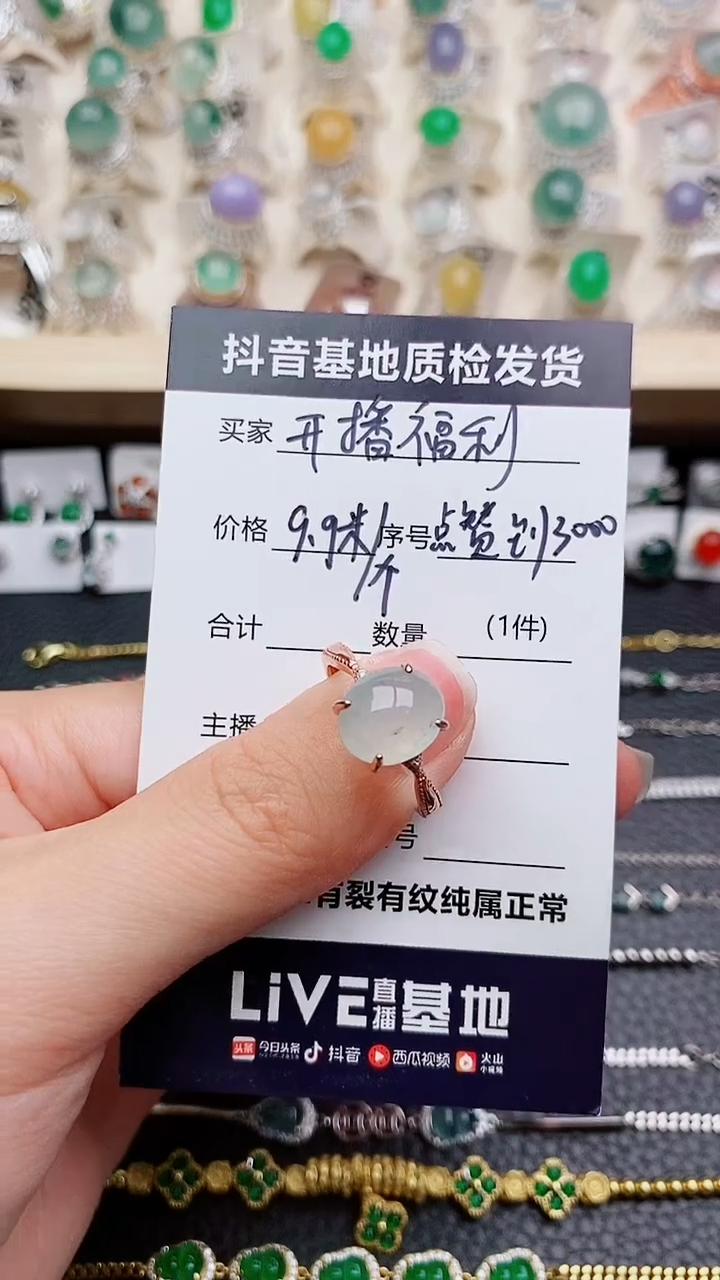 抖音基地质检发货
买家 开播福利
价格 9.9米/个 序号 点赞到3000
合计 数量 (1件)
主播
号
有裂有纹纯属正常
LiVE直播基地
头条 今日头条 抖音 西瓜视频 火山小视频